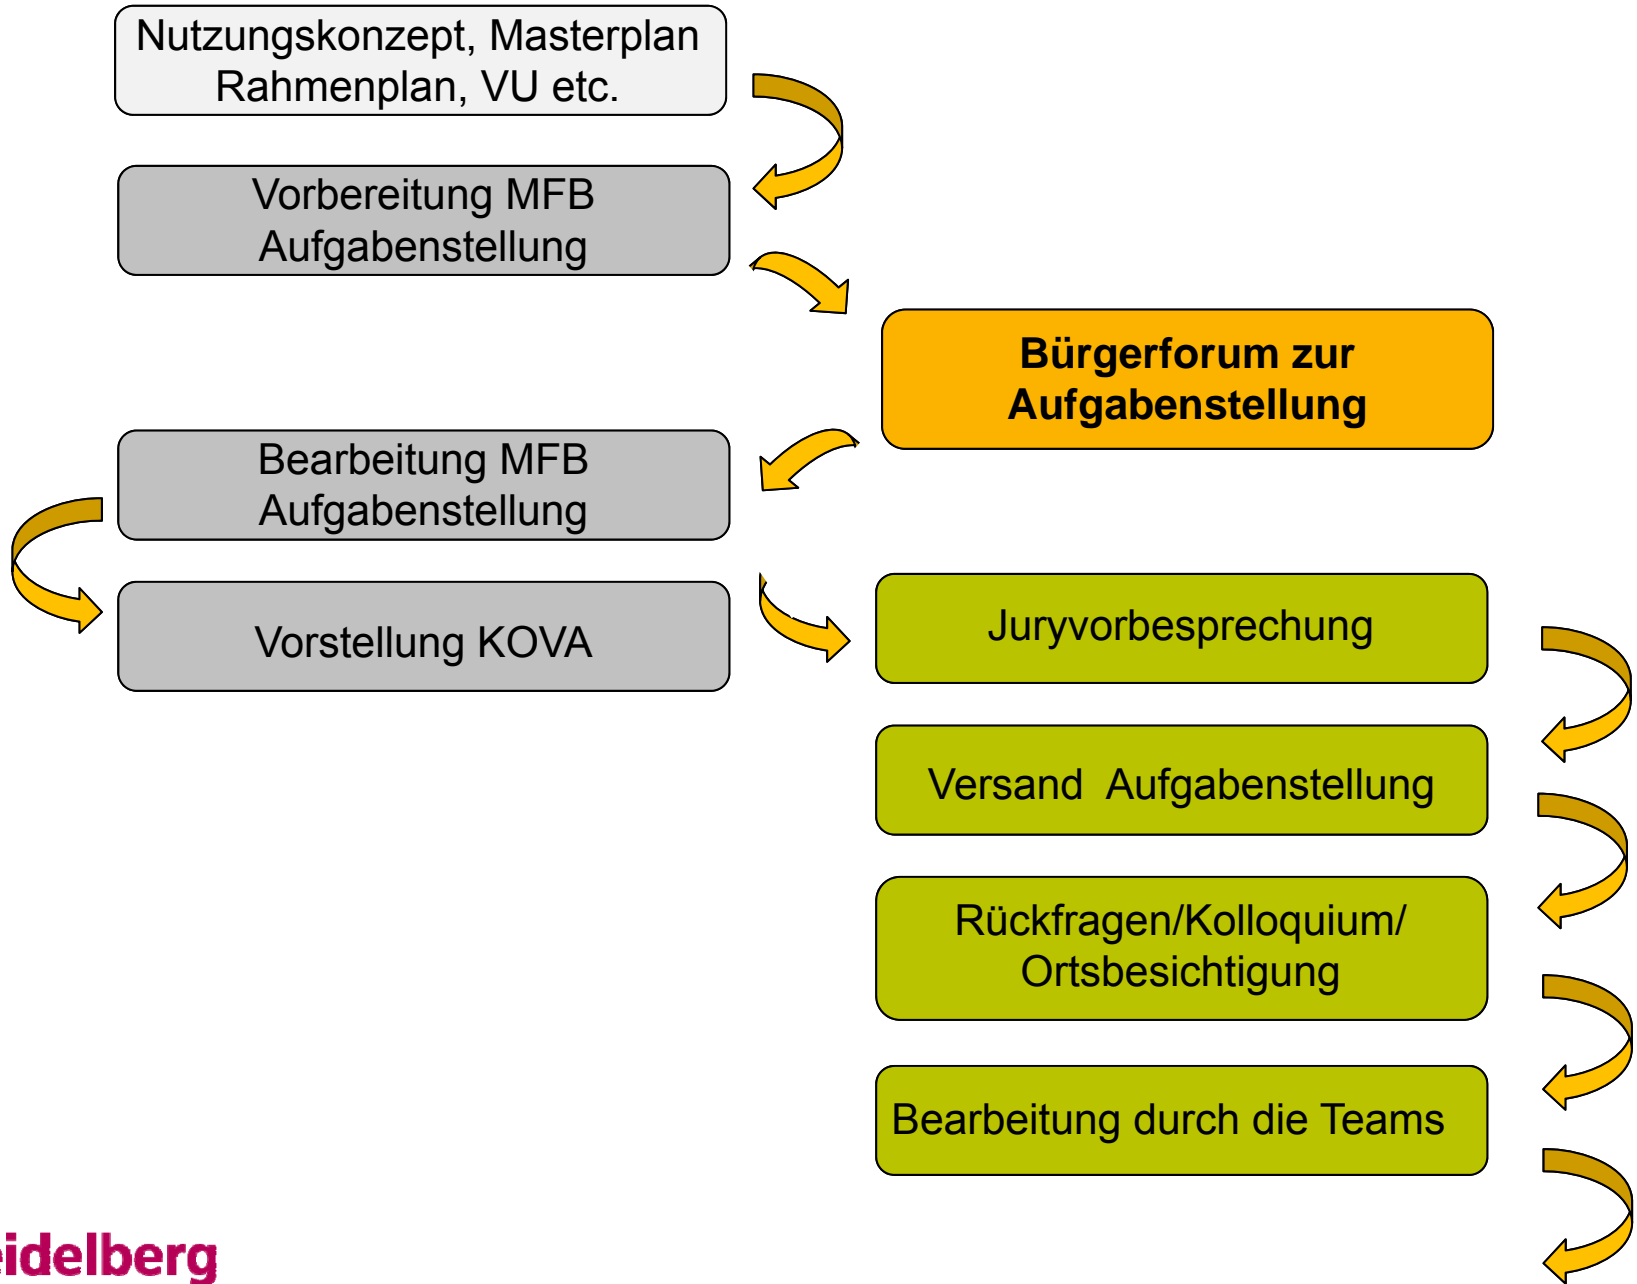 Nutzungskonzept, Masterplan
Rahmenplan, VU etc.
Vorbereitung MFB
Aufgabenstellung
Bürgerforum zur
Aufgabenstellung
Bearbeitung MFB
Aufgabenstellung
Vorstellung KOVA
Juryvorbesprechung
Versand Aufgabenstellung
Rückfragen/Kolloquium/
Ortsbesichtigung
Bearbeitung durch die Teams
eidelberg